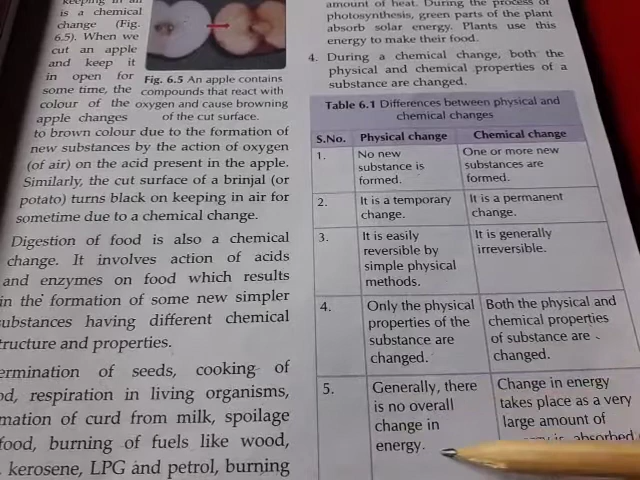 keeping in air
is a chemical
change (Fig.
6.5). When we
cut an apple
and keep it
in open for
some time, the
colour of the
apple changes
Fig. 6.5 An apple contains
compounds that react with
oxygen and cause browning
of the cut surface.
to brown colour due to the formation of
new substances by the action of oxygen
(of air) on the acid present in the apple.
Similarly, the cut surface of a brinjal (or
potato) turns black on keeping in air for
sometime due to a chemical change.
Digestion of food is also a chemical
change. It involves action of acids
and enzymes on food which results
in the formation of some new simpler
substances having different chemical
structure and properties.
ermination of seeds, cooking of
od, respiration in living organisms,
mation of curd from milk, spoilage
food, burning of fuels like wood,
kerosene, LPG and petrol, burning
amount of heat. During the process of
photosynthesis, green parts of the plant
absorb solar energy. Plants use this
energy to make their food.
4. During a chemical change, both the
physical and chemical properties of a
substance are changed.
Table 6.1 Differences between physical and
chemical changes
S.No. Physical change Chemical change
1. No new
substance is
formed.
One or more new
substances are
formed.
2. It is a temporary
change.
It is a permanent
change.
3. It is easily
reversible by
simple physical
methods.
It is generally
irreversible.
4. Only the physical
properties of the
substance are
changed.
Both the physical and
chemical properties
of substance are
changed.
5. Generally, there
is no overall
change in
energy.
Change in energy
takes place as a very
large amount of
is absorbed